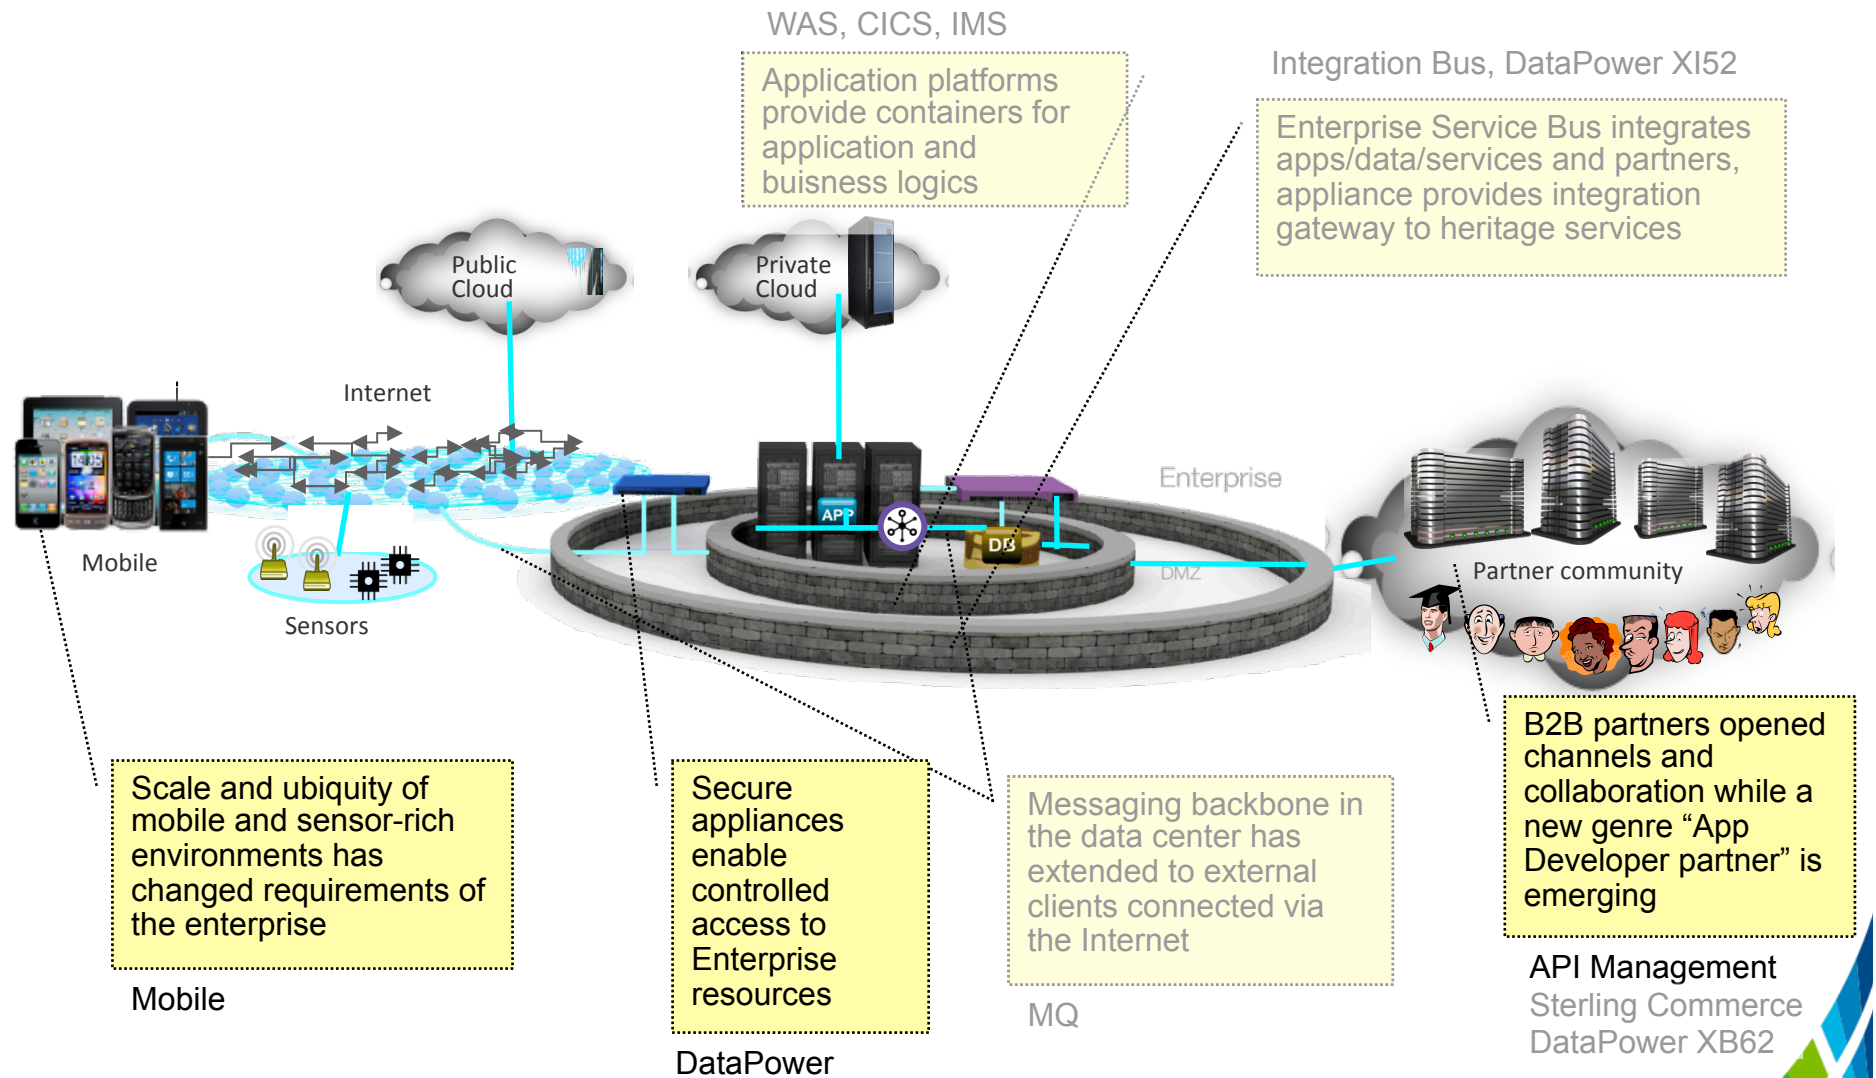 WAS, CICS, IMS
Application platforms
provide containers for
application and
buisness logics
Integration Bus, DataPower XI52
Enterprise Service Bus integrates
apps/data/services and partners,
appliance provides integration
gateway to heritage services
Public
Cloud
Private
Cloud
Internet
Mobile
Sensors
14:05
APP
DB
Enterprise
DMZ
Partner community
Scale and ubiquity of
mobile and sensor-rich
environments has
changed requirements of
the enterprise
Mobile
Secure
appliances
enable
controlled
access to
Enterprise
resources
DataPower
Messaging backbone in
the data center has
extended to external
clients connected via
the Internet
MQ
B2B partners opened
channels and
collaboration while a
new genre “App
Developer partner” is
emerging
API Management
Sterling Commerce
DataPower XB62